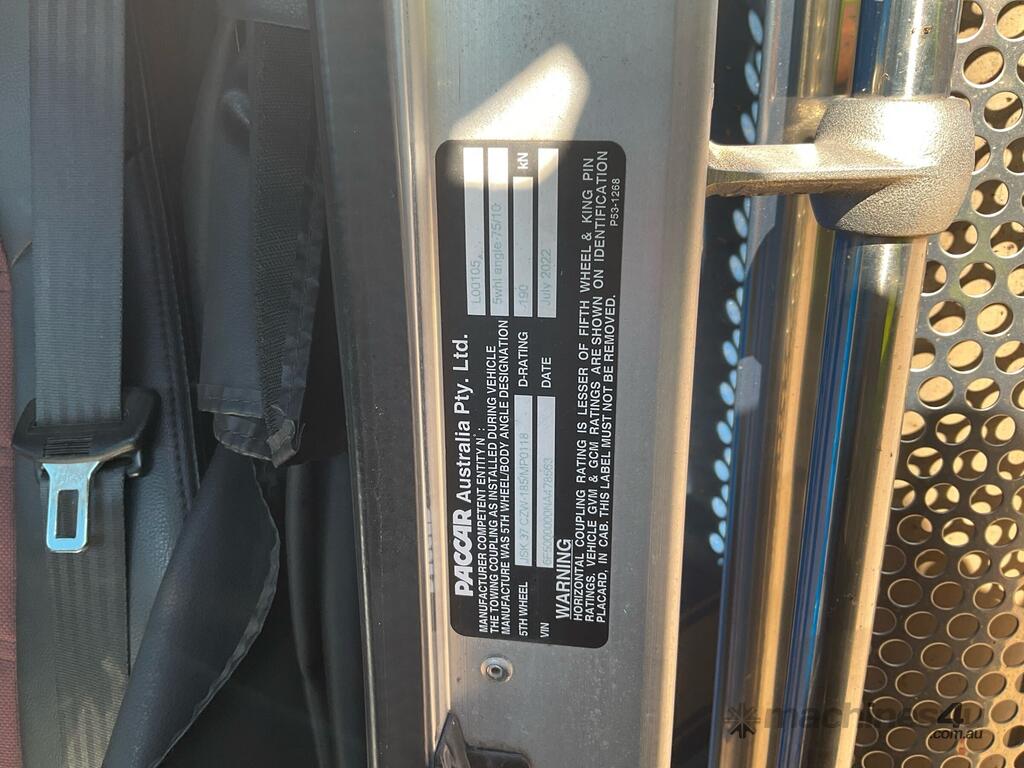 PACCAR Australia Pty. Ltd.
MANUFACTURER COMPETENT ENTITY N : L00105
THE TOWING COUPLING AS INSTALLED DURING VEHICLE
MANUFACTURE WAS 5TH WHEEL/BODY ANGLE DESIGNATION 5whl angle-75/10
5TH WHEEL JSK 37 CZW-185MP0118 D-RATING 190 kN
VIN DATE July 2022
WARNING
HORIZONTAL COUPLING RATING IS LESSER OF FIFTH WHEEL & KING PIN
RATINGS. VEHICLE GVM & GCM RATINGS ARE SHOWN ON IDENTIFICATION
PLACARD. IN CAB. THIS LABEL MUST NOT BE REMOVED.
P53-1268
machines4u
.com.au